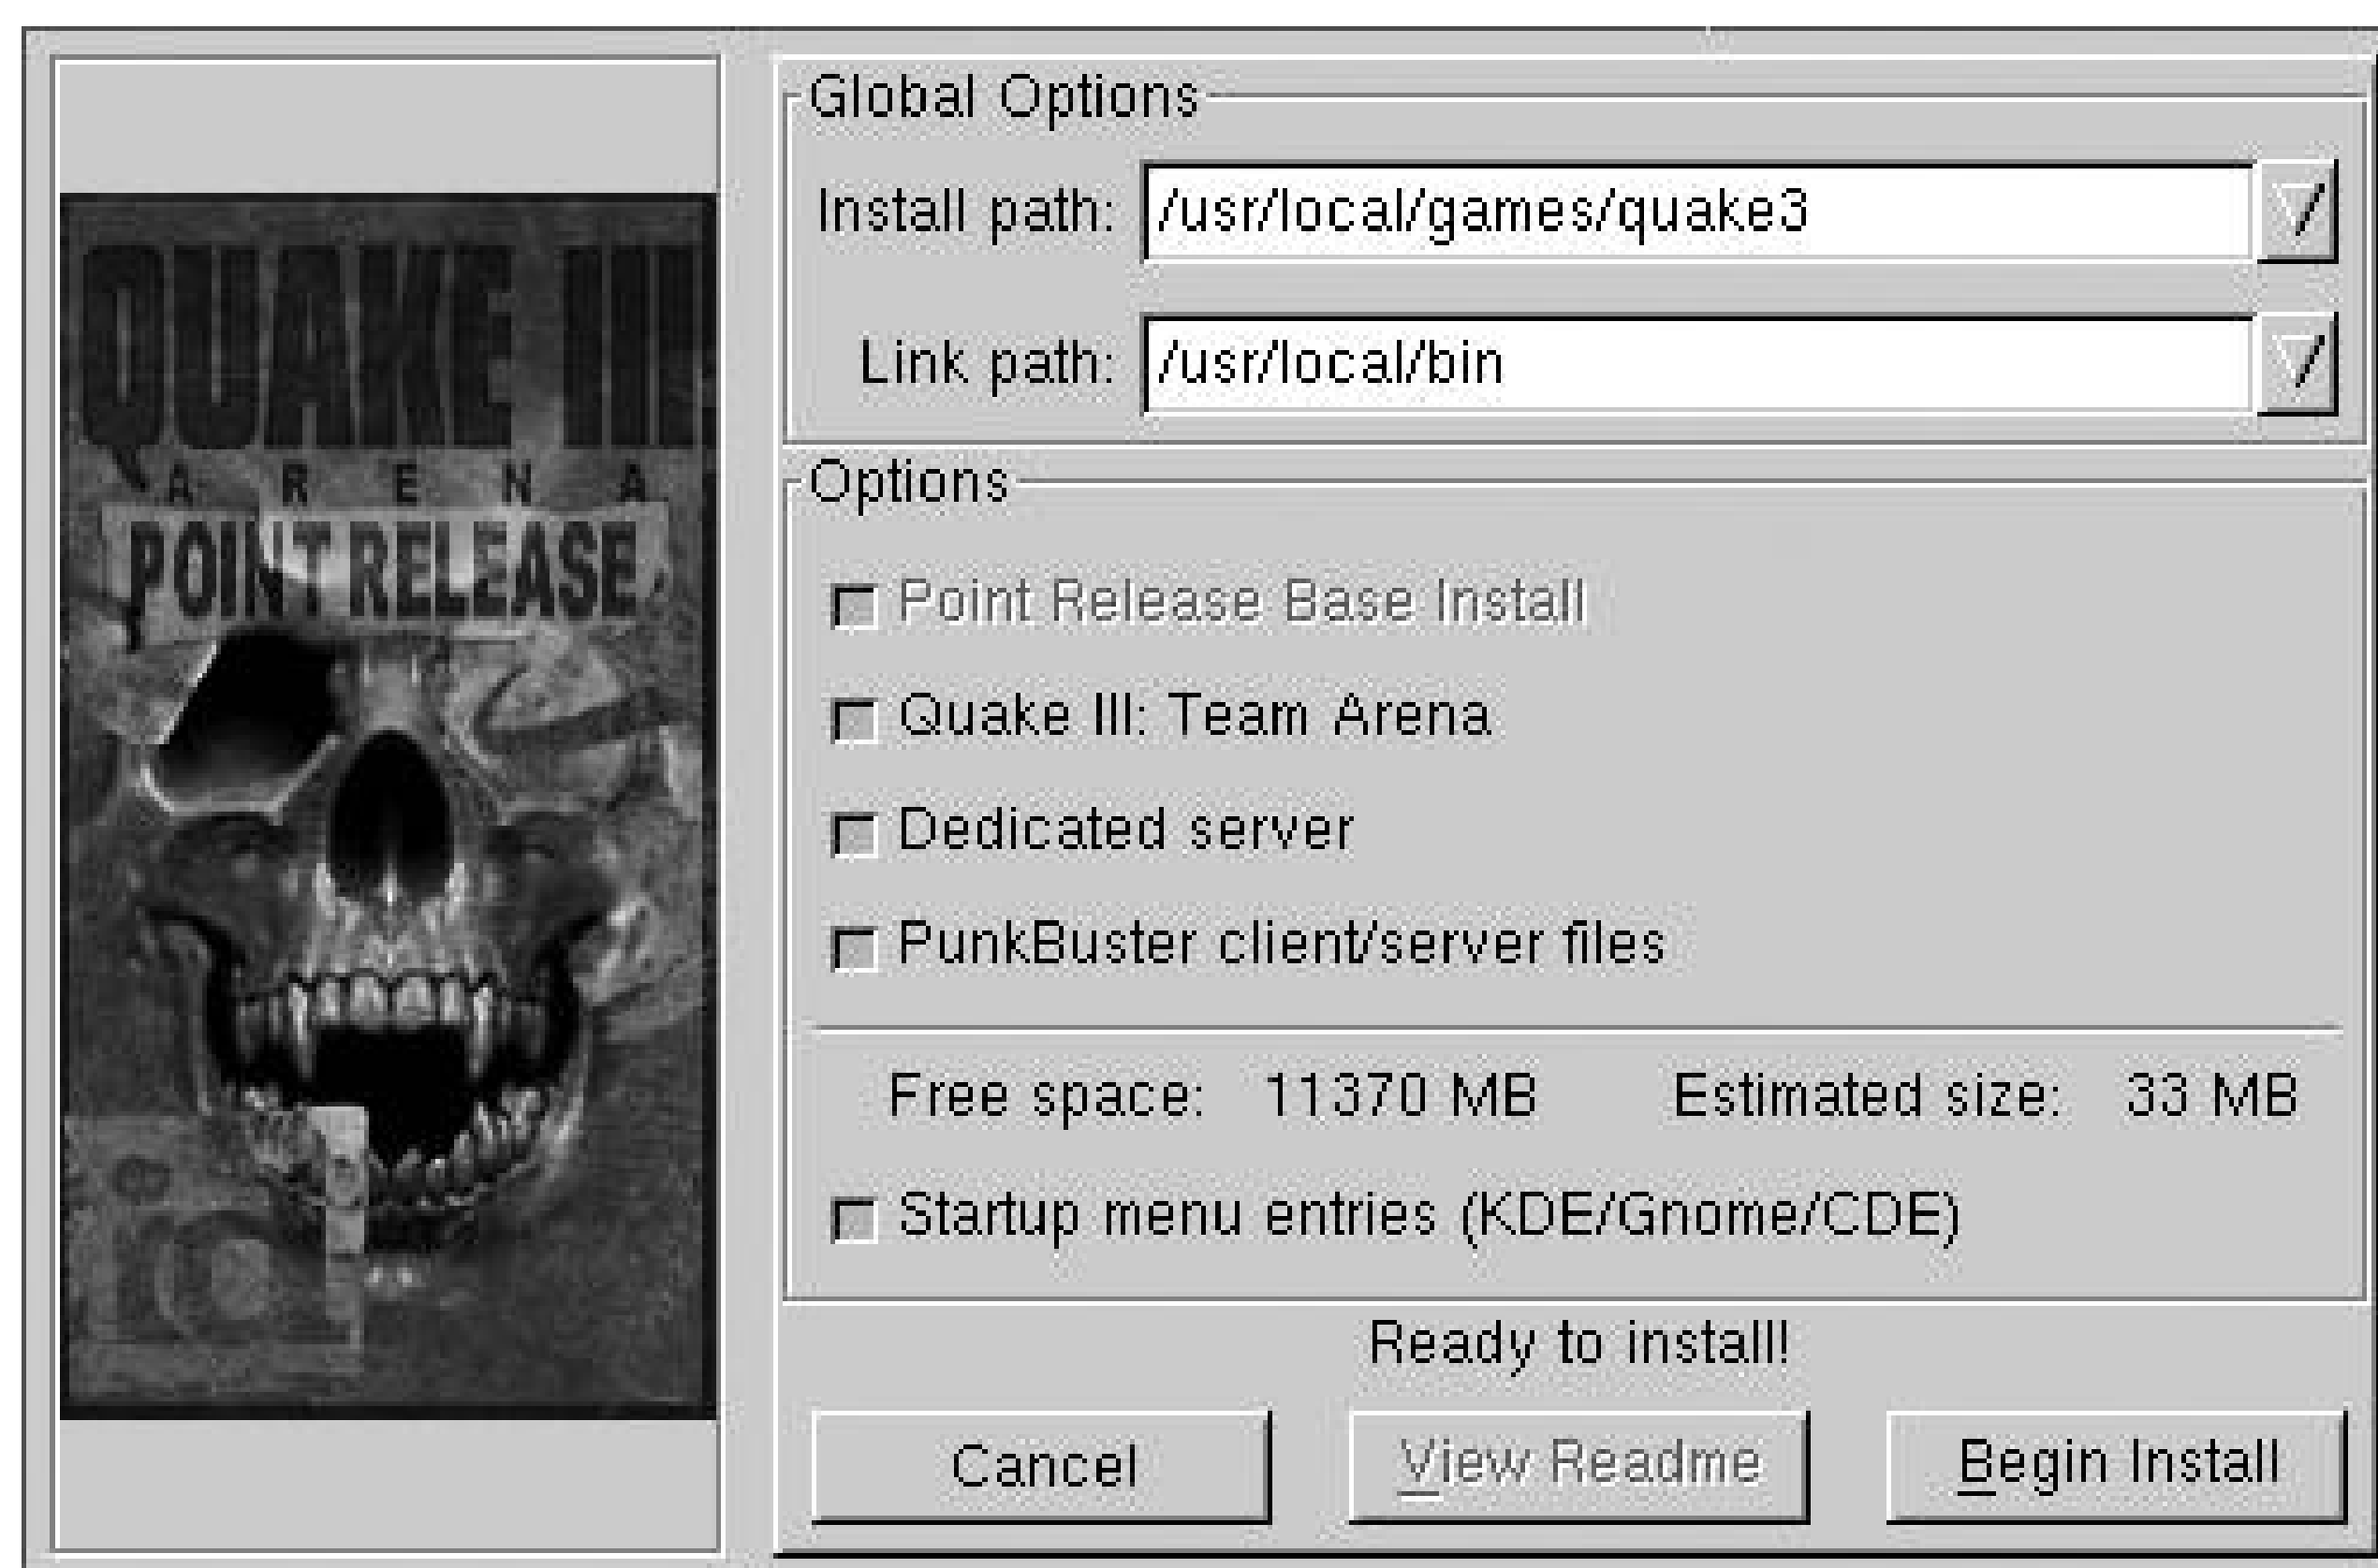 QUAKE III
ARENA
POINT RELEASE
Global Options
Install path: /usr/local/games/quake3
Link path: /usr/local/bin
Options
Point Release Base Install
Quake III: Team Arena
Dedicated server
PunkBuster client/server files
Free space: 11370 MB Estimated size: 33 MB
Startup menu entries (KDE/Gnome/CDE)
Ready to install!
Cancel View Readme Begin Install